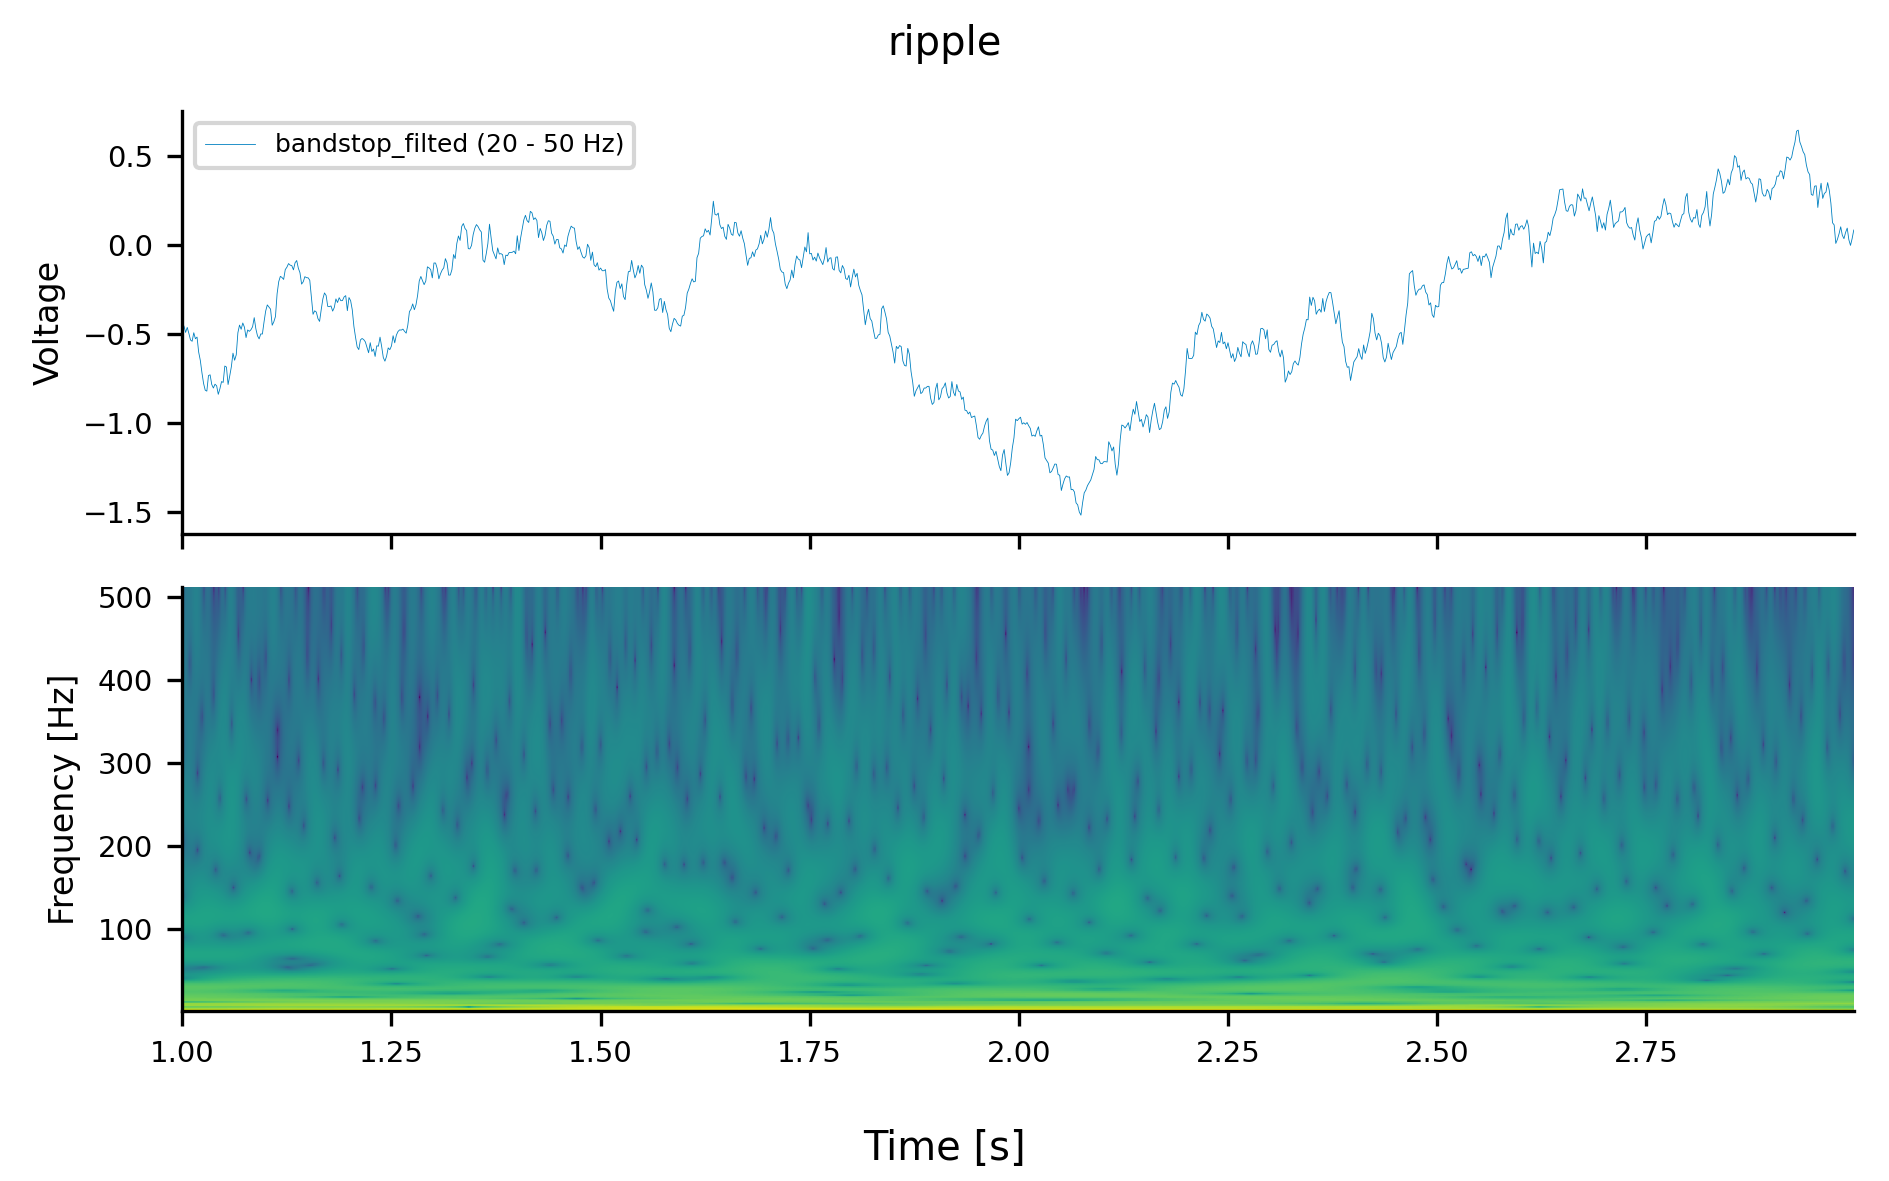 ripple
bandstop_filted (20 - 50 Hz)
Voltage
0.5
0.0
−0.5
−1.0
−1.5
Frequency [Hz]
500
400
300
200
100
1.00 1.25 1.50 1.75 2.00 2.25 2.50 2.75
Time [s]